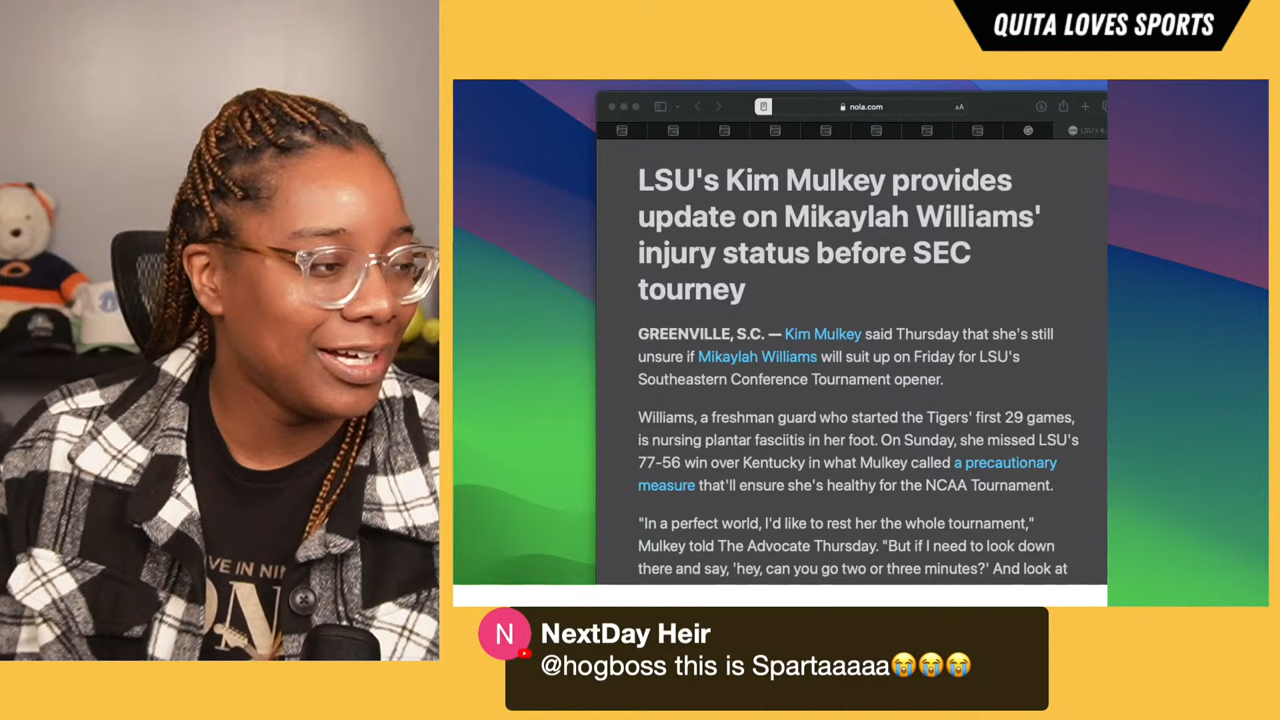 QUITA LOVES SPORTS
nola.com
LSU's Kim Mulkey provides
update on Mikaylah Williams'
injury status before SEC
tourney
GREENVILLE, S.C. — Kim Mulkey said Thursday that she's still
unsure if Mikaylah Williams will suit up on Friday for LSU's
Southeastern Conference Tournament opener.
Williams, a freshman guard who started the Tigers' first 29 games,
is nursing plantar fasciitis in her foot. On Sunday, she missed LSU's
77-56 win over Kentucky in what Mulkey called a precautionary
measure that'll ensure she's healthy for the NCAA Tournament.
"In a perfect world, I'd like to rest her the whole tournament,"
Mulkey told The Advocate Thursday. "But if I need to look down
there and say, 'hey, can you go two or three minutes?' And look at
N
NextDay Heir
@hogboss this is Spartaaaaa😭😭😭